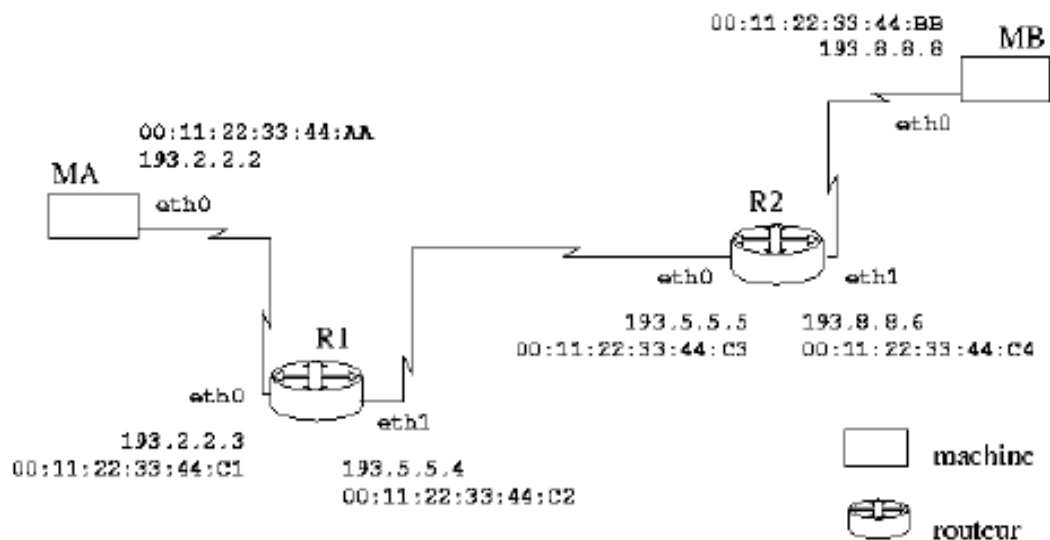 00:11:22:33:44:BB
MB
193.8.8.8
eth0
00:11:22:33:44:AA
193.2.2.2
MA
eth0
R2
eth0
eth1
193.5.5.5
00:11:22:33:44:C3
193.8.8.6
00:11:22:33:44:C4
R1
eth0
eth1
193.2.2.3
00:11:22:33:44:C1
193.5.5.4
00:11:22:33:44:C2
machine
routeur